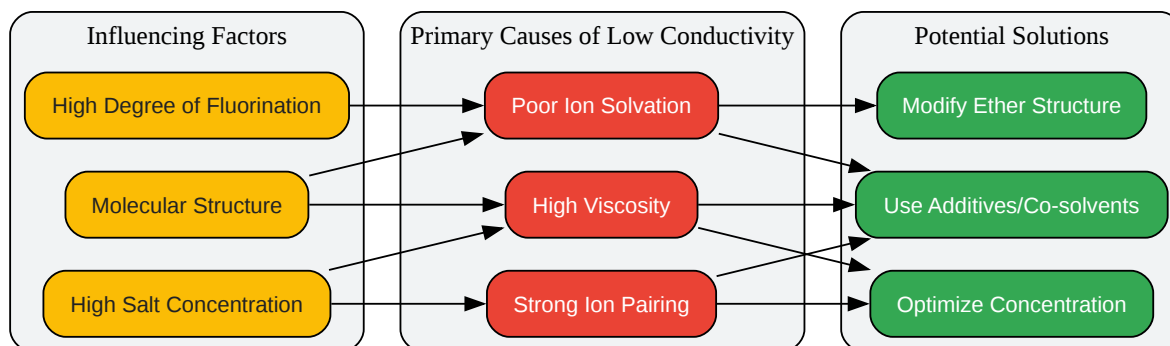 Influencing Factors
High Degree of Fluorination
Molecular Structure
High Salt Concentration
Primary Causes of Low Conductivity
Poor Ion Solvation
High Viscosity
Strong Ion Pairing
Potential Solutions
Modify Ether Structure
Use Additives/Co-solvents
Optimize Concentration